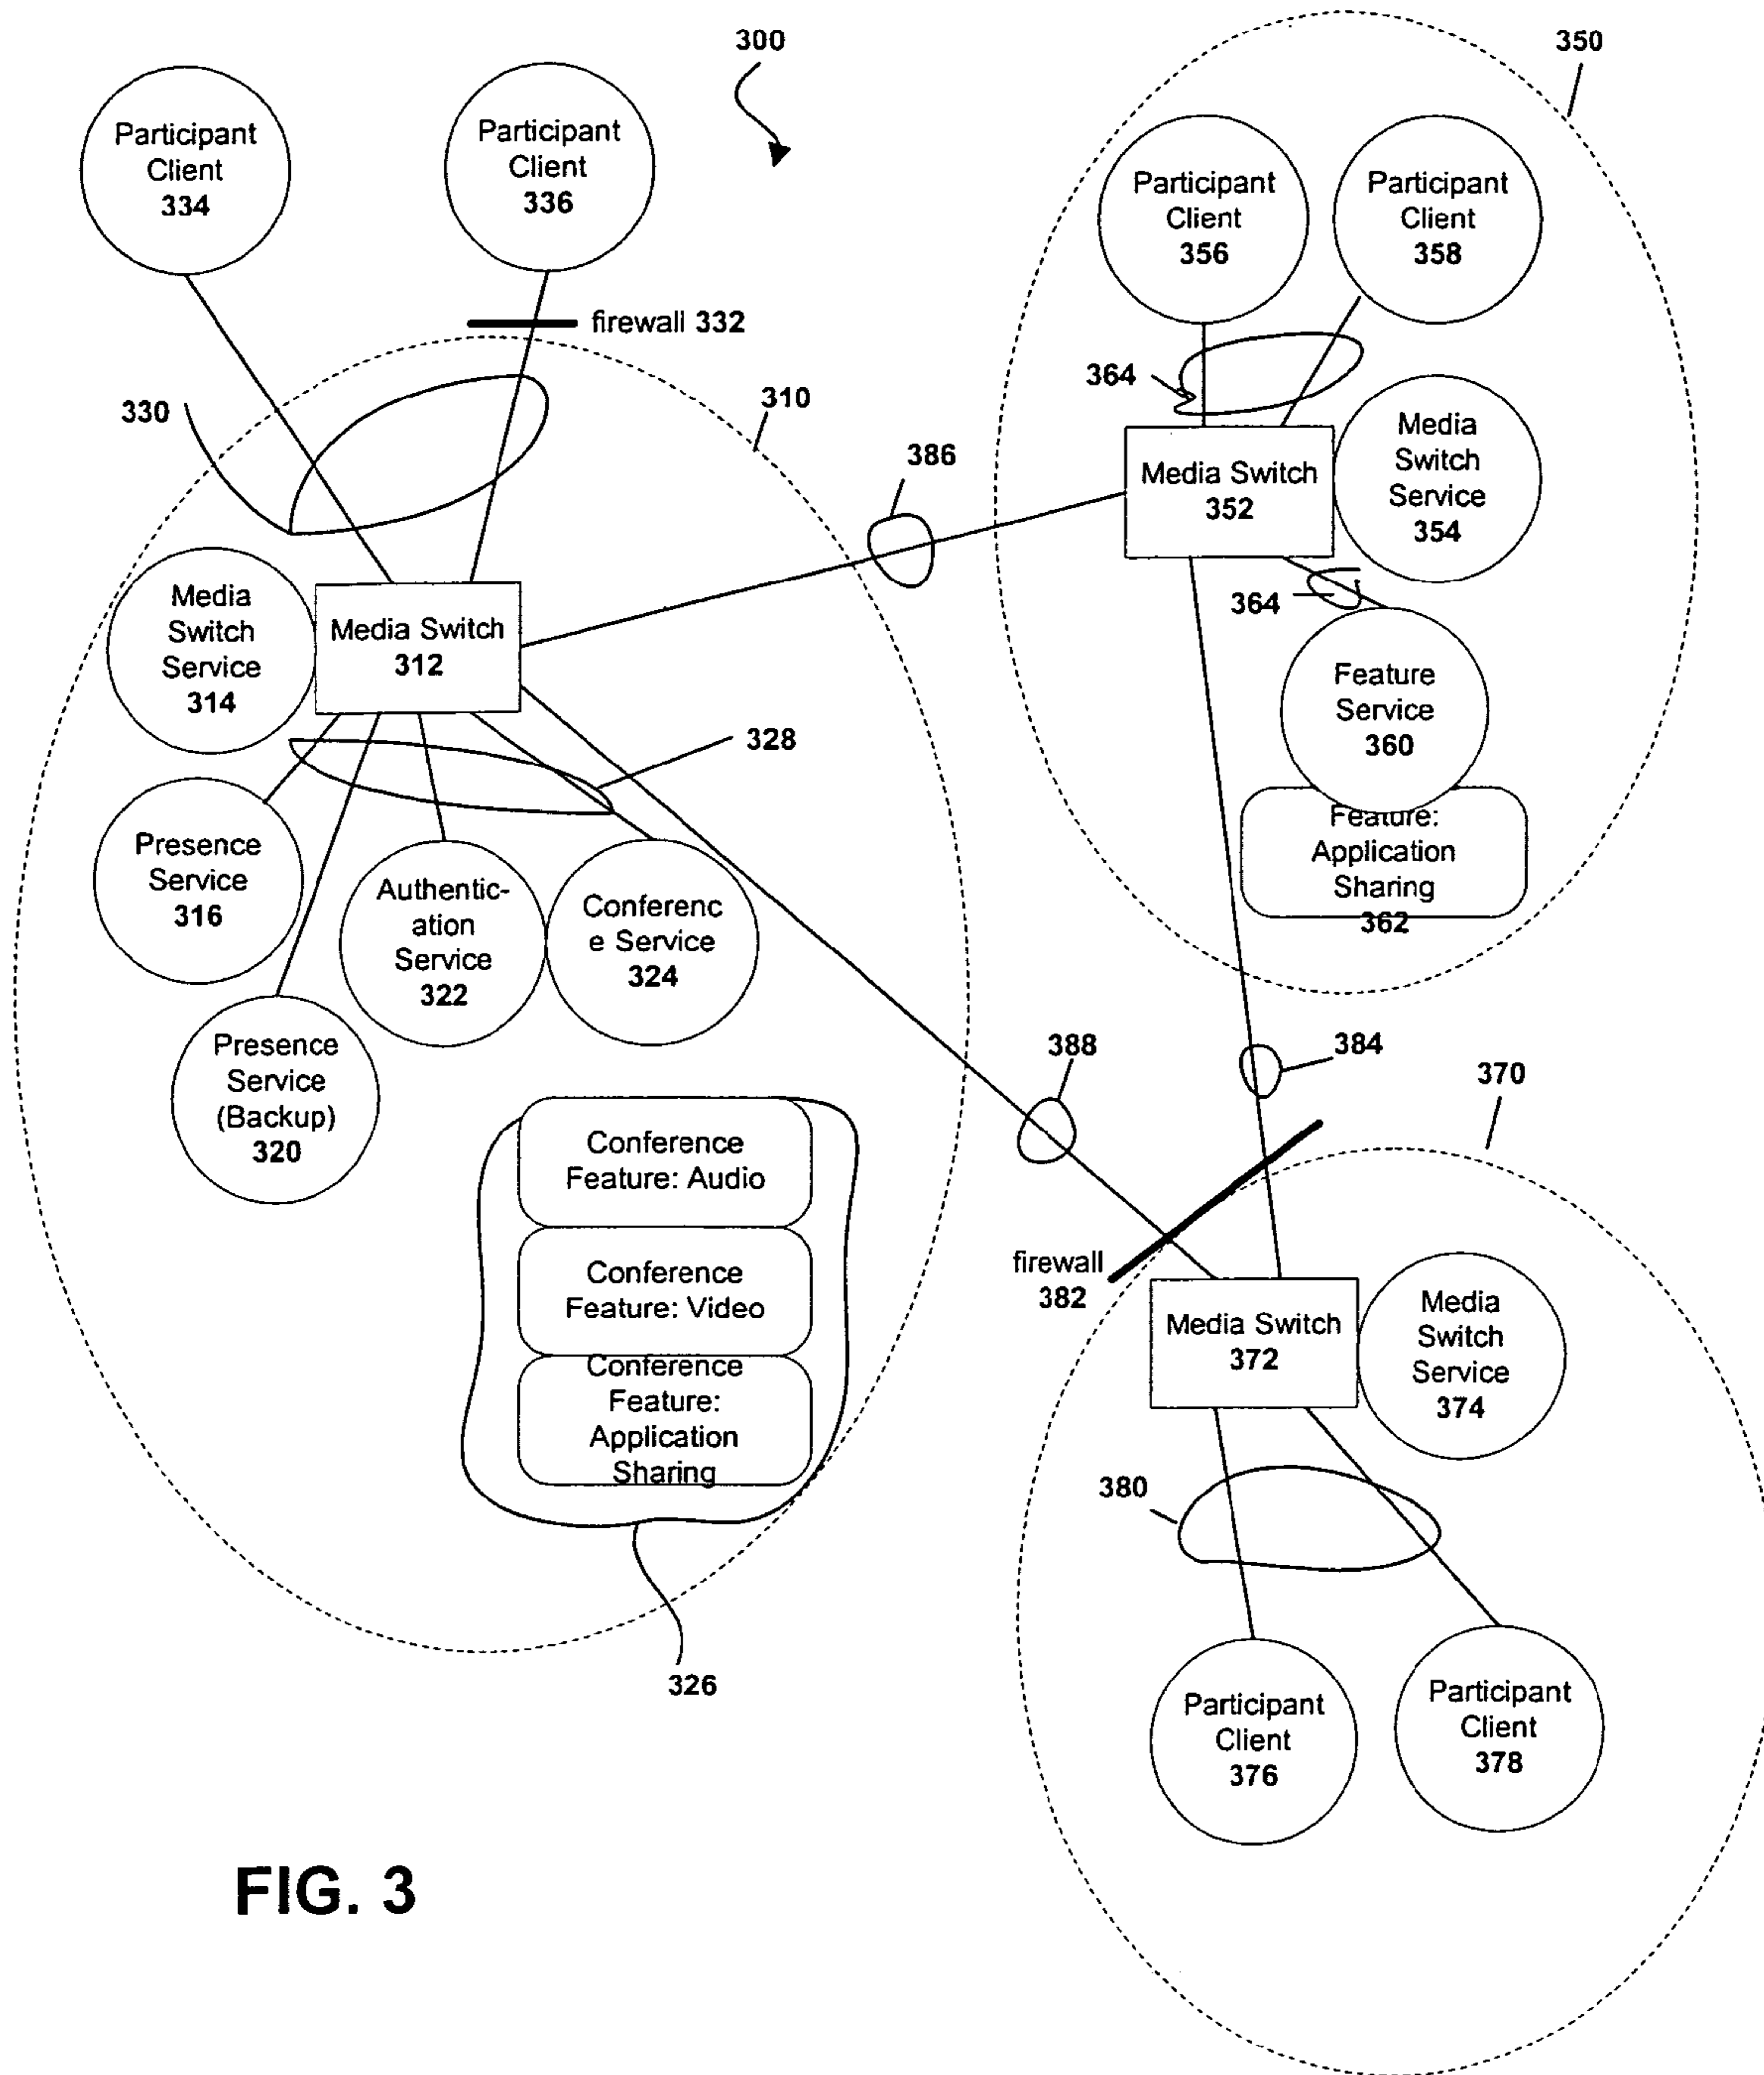 300
350
Participant
Client
334
Participant
Client
336
Participant
Client
356
Participant
Client
358
firewall 332
330
310
364
386
Media Switch
352
Media
Switch
Service
354
364
Media
Switch
Service
314
Media Switch
312
328
Feature
Service
360
Feature:
Application
Sharing
362
Presence
Service
316
Authentic-
ation
Service
322
Conferenc
e Service
324
Presence
Service
(Backup)
320
388
384
370
Conference
Feature: Audio
Conference
Feature: Video
Conference
Feature:
Application
Sharing
326
firewall
382
Media Switch
372
Media
Switch
Service
374
380
Participant
Client
376
Participant
Client
378
FIG. 3